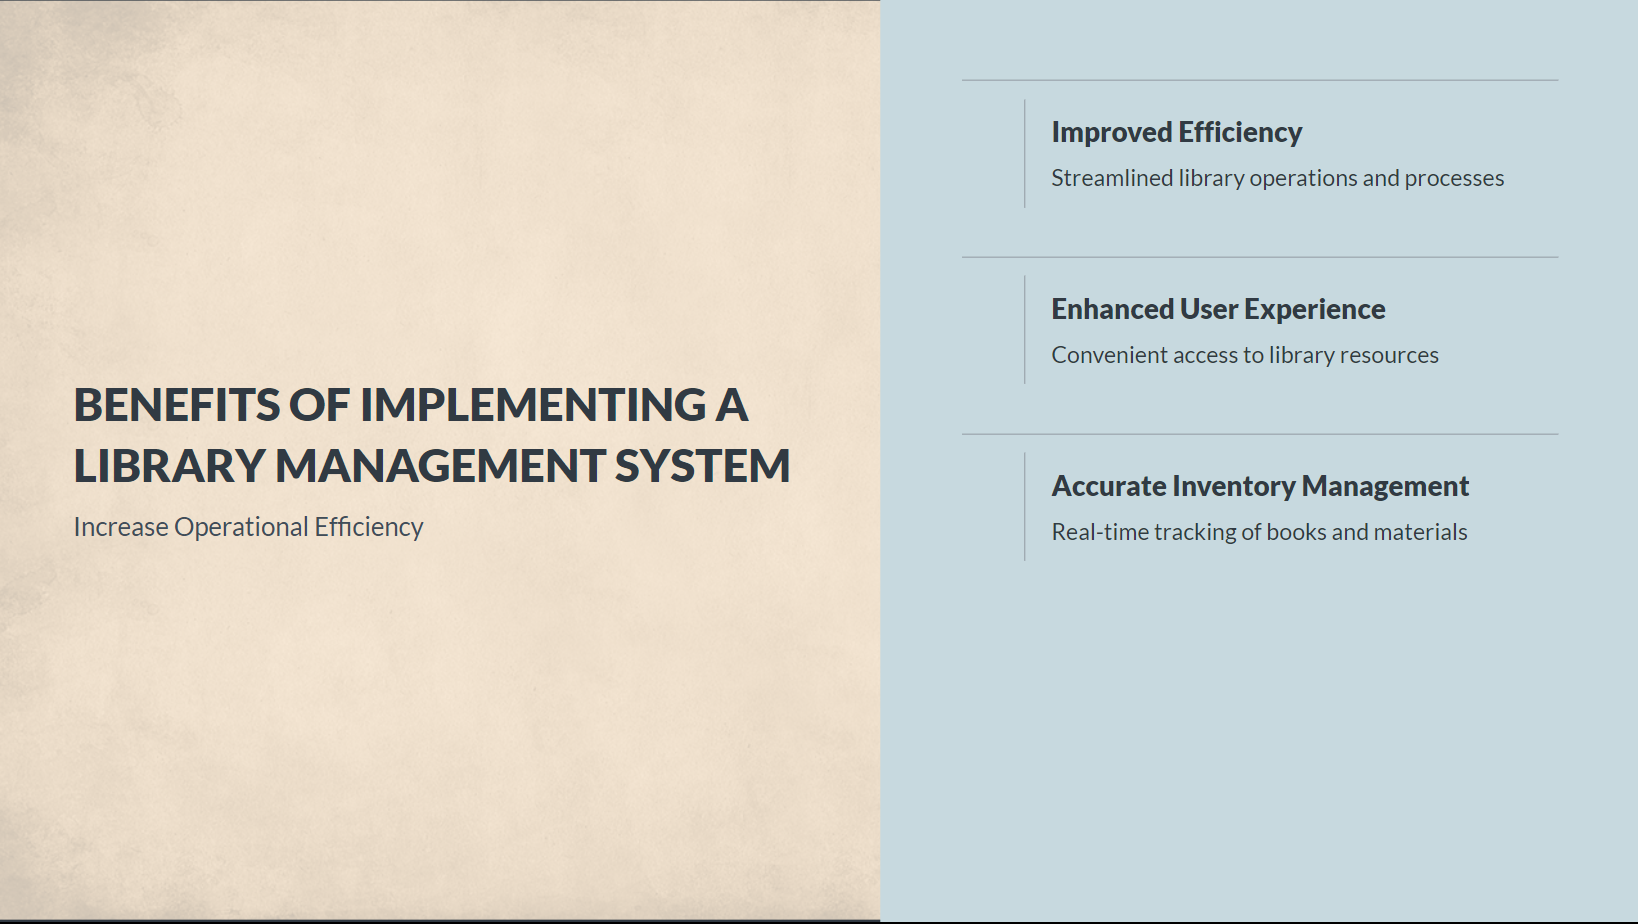 BENEFITS OF IMPLEMENTING A
LIBRARY MANAGEMENT SYSTEM
Increase Operational Efficiency
Improved Efficiency
Streamlined library operations and processes
Enhanced User Experience
Convenient access to library resources
Accurate Inventory Management
Real-time tracking of books and materials